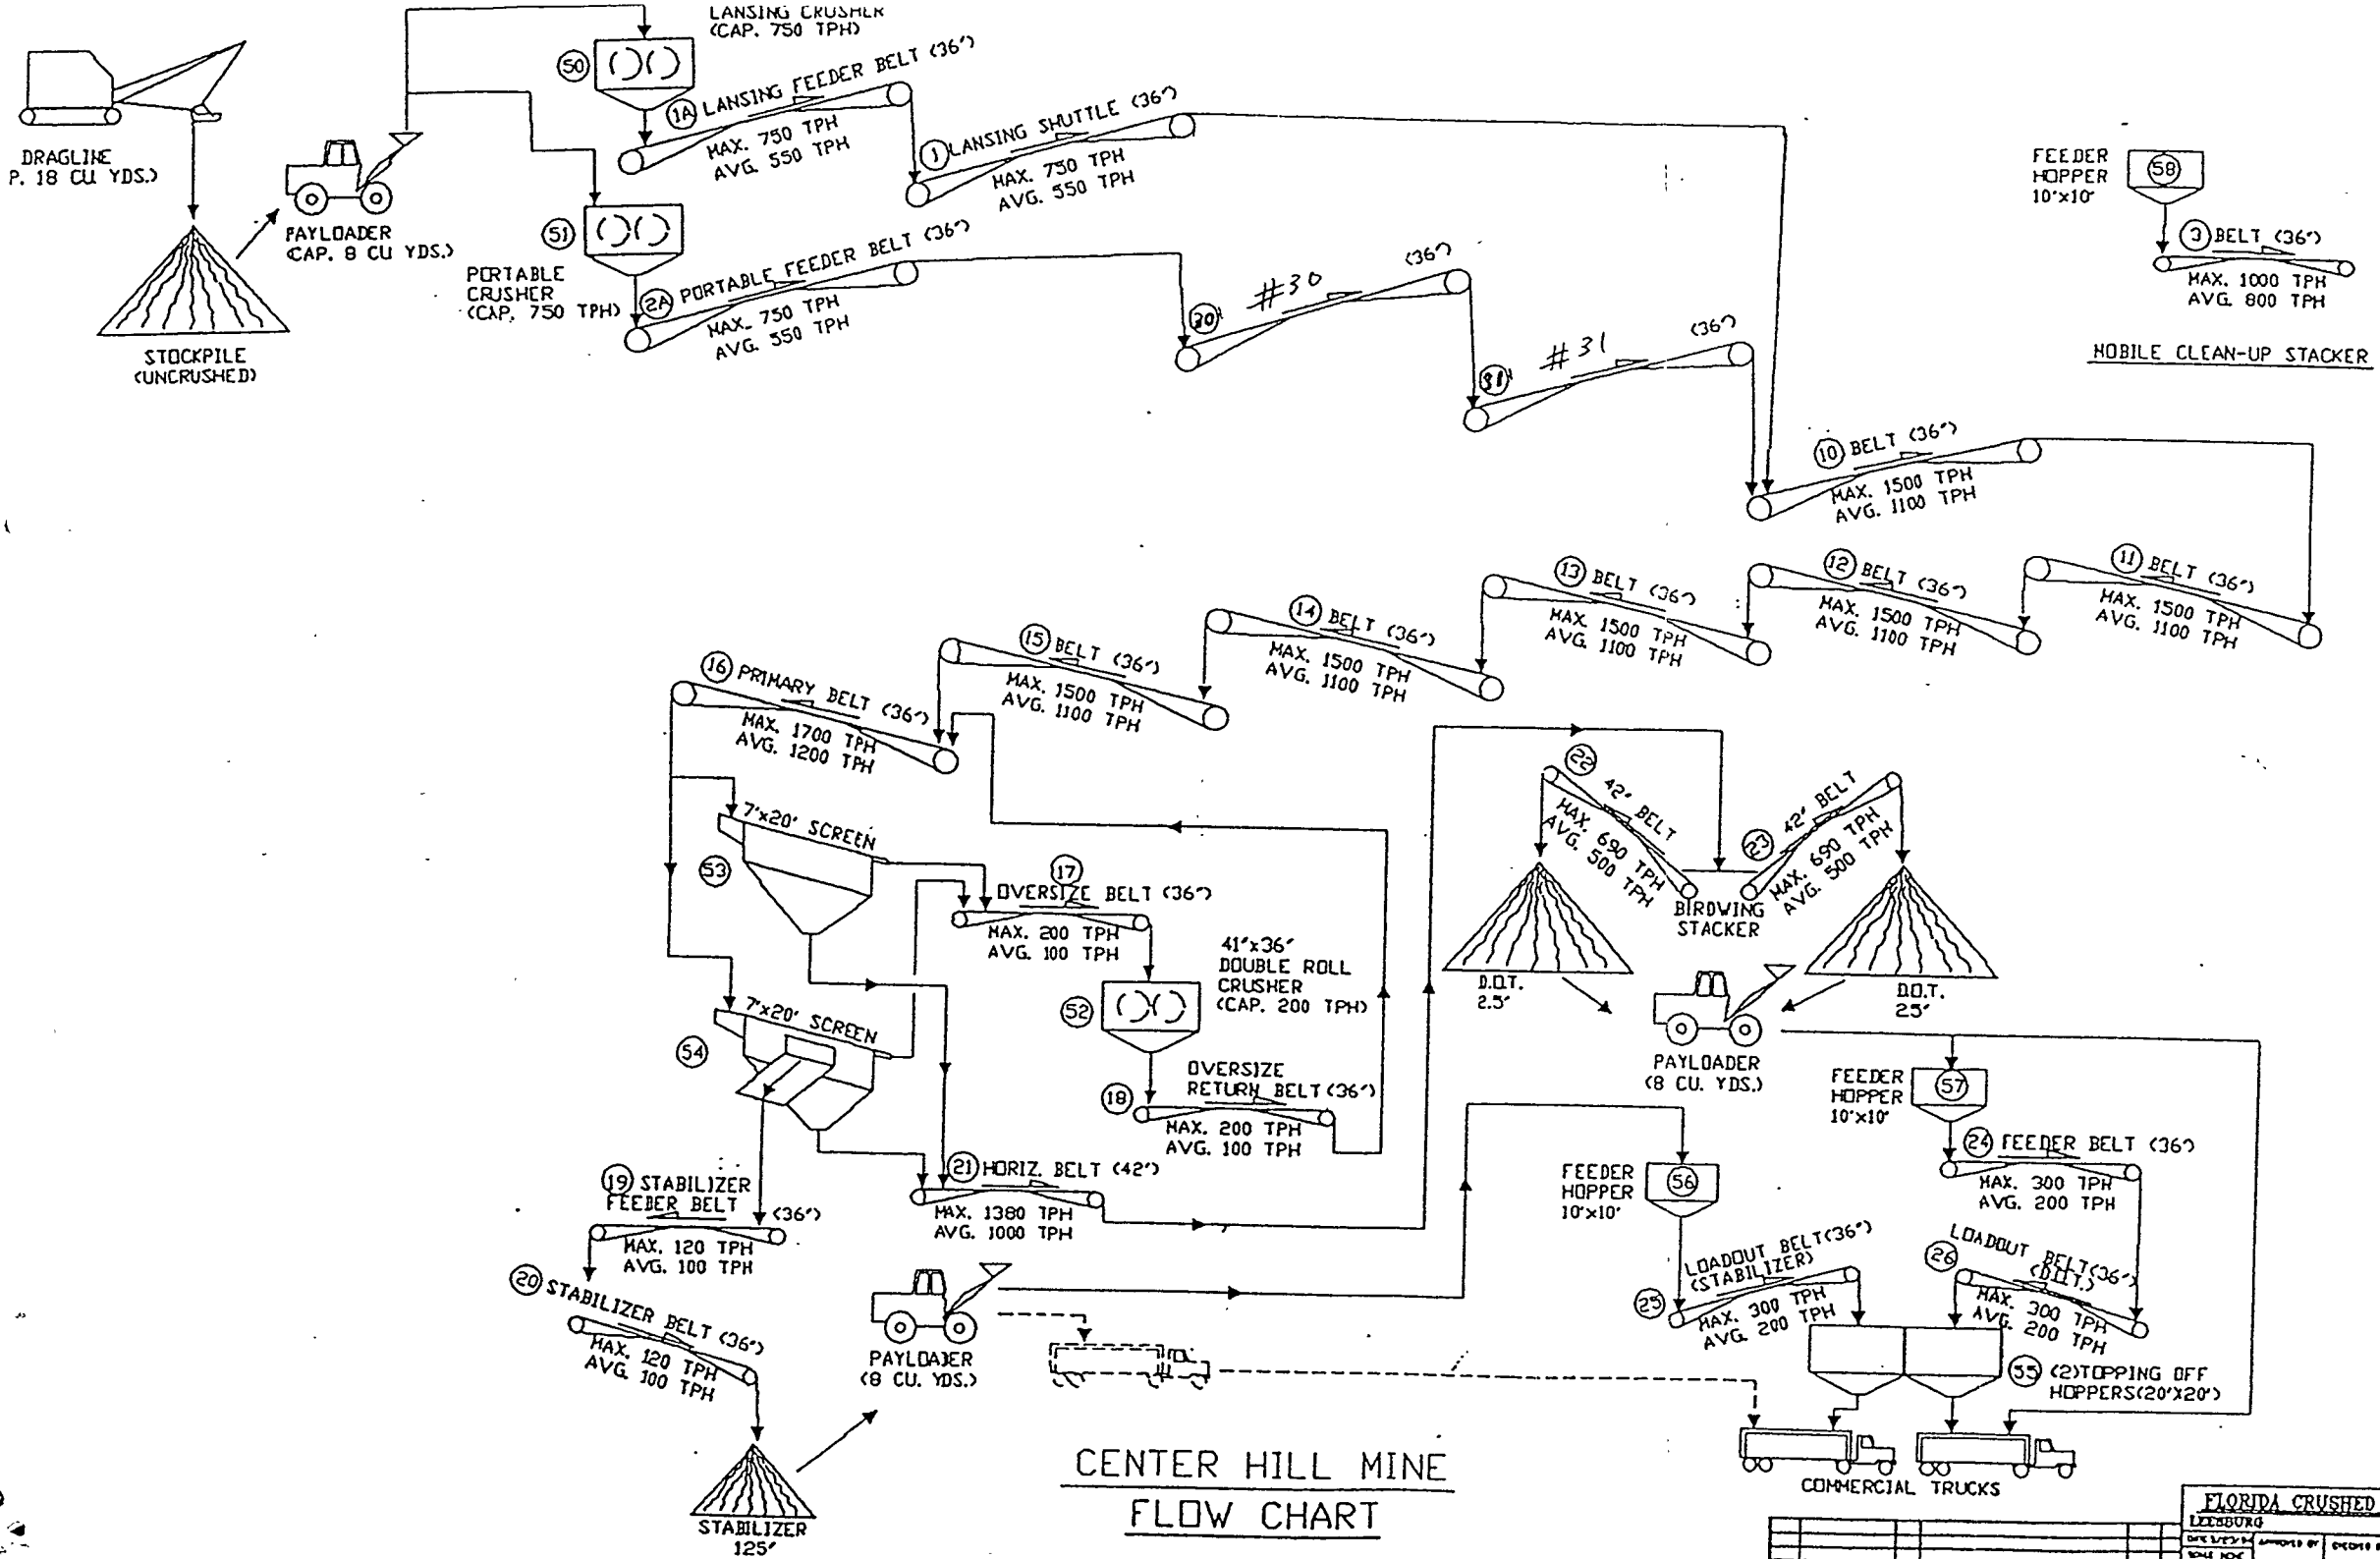 LANSING CRUSHER
(CAP. 750 TPH)
50
1A LANSING FEEDER BELT (36")
MAX. 750 TPH
AVG. 550 TPH
1 LANSING SHUTTLE (36")
MAX. 750 TPH
AVG. 550 TPH
DRAGLINE
P. 18 CU YDS.)
PAYLOADER
(CAP. 8 CU YDS.)
STOCKPILE
(UNCRUSHED)
51
PORTABLE
CRUSHER
(CAP. 750 TPH)
2A PORTABLE FEEDER BELT (36")
MAX. 750 TPH
AVG. 550 TPH
30
#30
(36")
31
#31
(36")
FEEDER
HOPPER
10'x10'
58
3 BELT (36")
MAX. 1000 TPH
AVG. 800 TPH
MOBILE CLEAN-UP STACKER
10 BELT (36")
MAX. 1500 TPH
AVG. 1100 TPH
11 BELT (36")
MAX. 1500 TPH
AVG. 1100 TPH
12 BELT (36")
MAX. 1500 TPH
AVG. 1100 TPH
13 BELT (36")
MAX. 1500 TPH
AVG. 1100 TPH
14 BELT (36")
MAX. 1500 TPH
AVG. 1100 TPH
15 BELT (36")
MAX. 1500 TPH
AVG. 1100 TPH
16 PRIMARY BELT (36")
MAX. 1700 TPH
AVG. 1200 TPH
7'x20' SCREEN
53
17
OVERSIZE BELT (36")
MAX. 200 TPH
AVG. 100 TPH
41"x36"
DOUBLE ROLL
CRUSHER
(CAP. 200 TPH)
52
7'x20' SCREEN
54
OVERSIZE
RETURN BELT (36")
18
MAX. 200 TPH
AVG. 100 TPH
22
42" BELT
MAX. 690 TPH
AVG. 500 TPH
23
42" BELT
MAX. 690 TPH
AVG. 500 TPH
BIRDWING
STACKER
D.O.T.
2.5"
D.O.T.
25"
PAYLOADER
(8 CU. YDS.)
FEEDER
HOPPER
10'x10'
57
24 FEEDER BELT (36")
MAX. 300 TPH
AVG. 200 TPH
19 STABILIZER
FEEDER BELT
(36")
MAX. 120 TPH
AVG. 100 TPH
21 HORIZ. BELT (42")
MAX. 1380 TPH
AVG. 1000 TPH
FEEDER
HOPPER
10'x10'
56
LOADOUT BELT (36")
(STABILIZER)
25
MAX. 300 TPH
AVG. 200 TPH
LOADOUT BELT (36")
(D.O.T.)
26
MAX. 300 TPH
AVG. 200 TPH
20 STABILIZER BELT (36")
MAX. 120 TPH
AVG. 100 TPH
PAYLOADER
(8 CU. YDS.)
55 (2) TOPPING OFF
HOPPERS (20'X20')
STABILIZER
125"
COMMERCIAL TRUCKS
CENTER HILL MINE
FLOW CHART
FLORIDA CRUSHED
LEESBURG
APPROVED BY